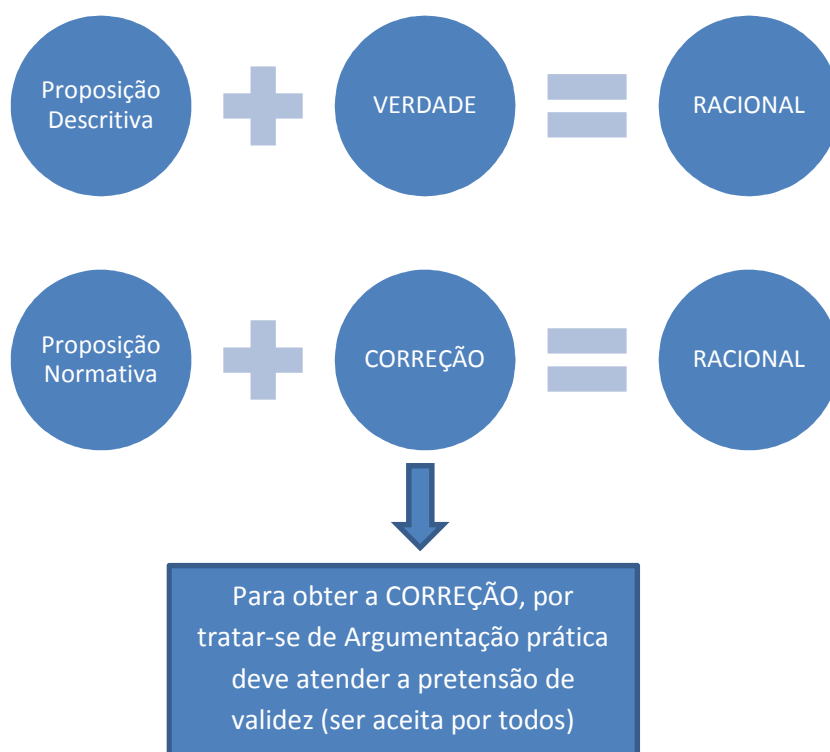 Proposição
Descritiva
VERDADE
RACIONAL
Proposição
Normativa
CORREÇÃO
RACIONAL
Para obter a CORREÇÃO, por
tratar-se de Argumentação prática
deve atender a pretensão de
validez (ser aceita por todos)